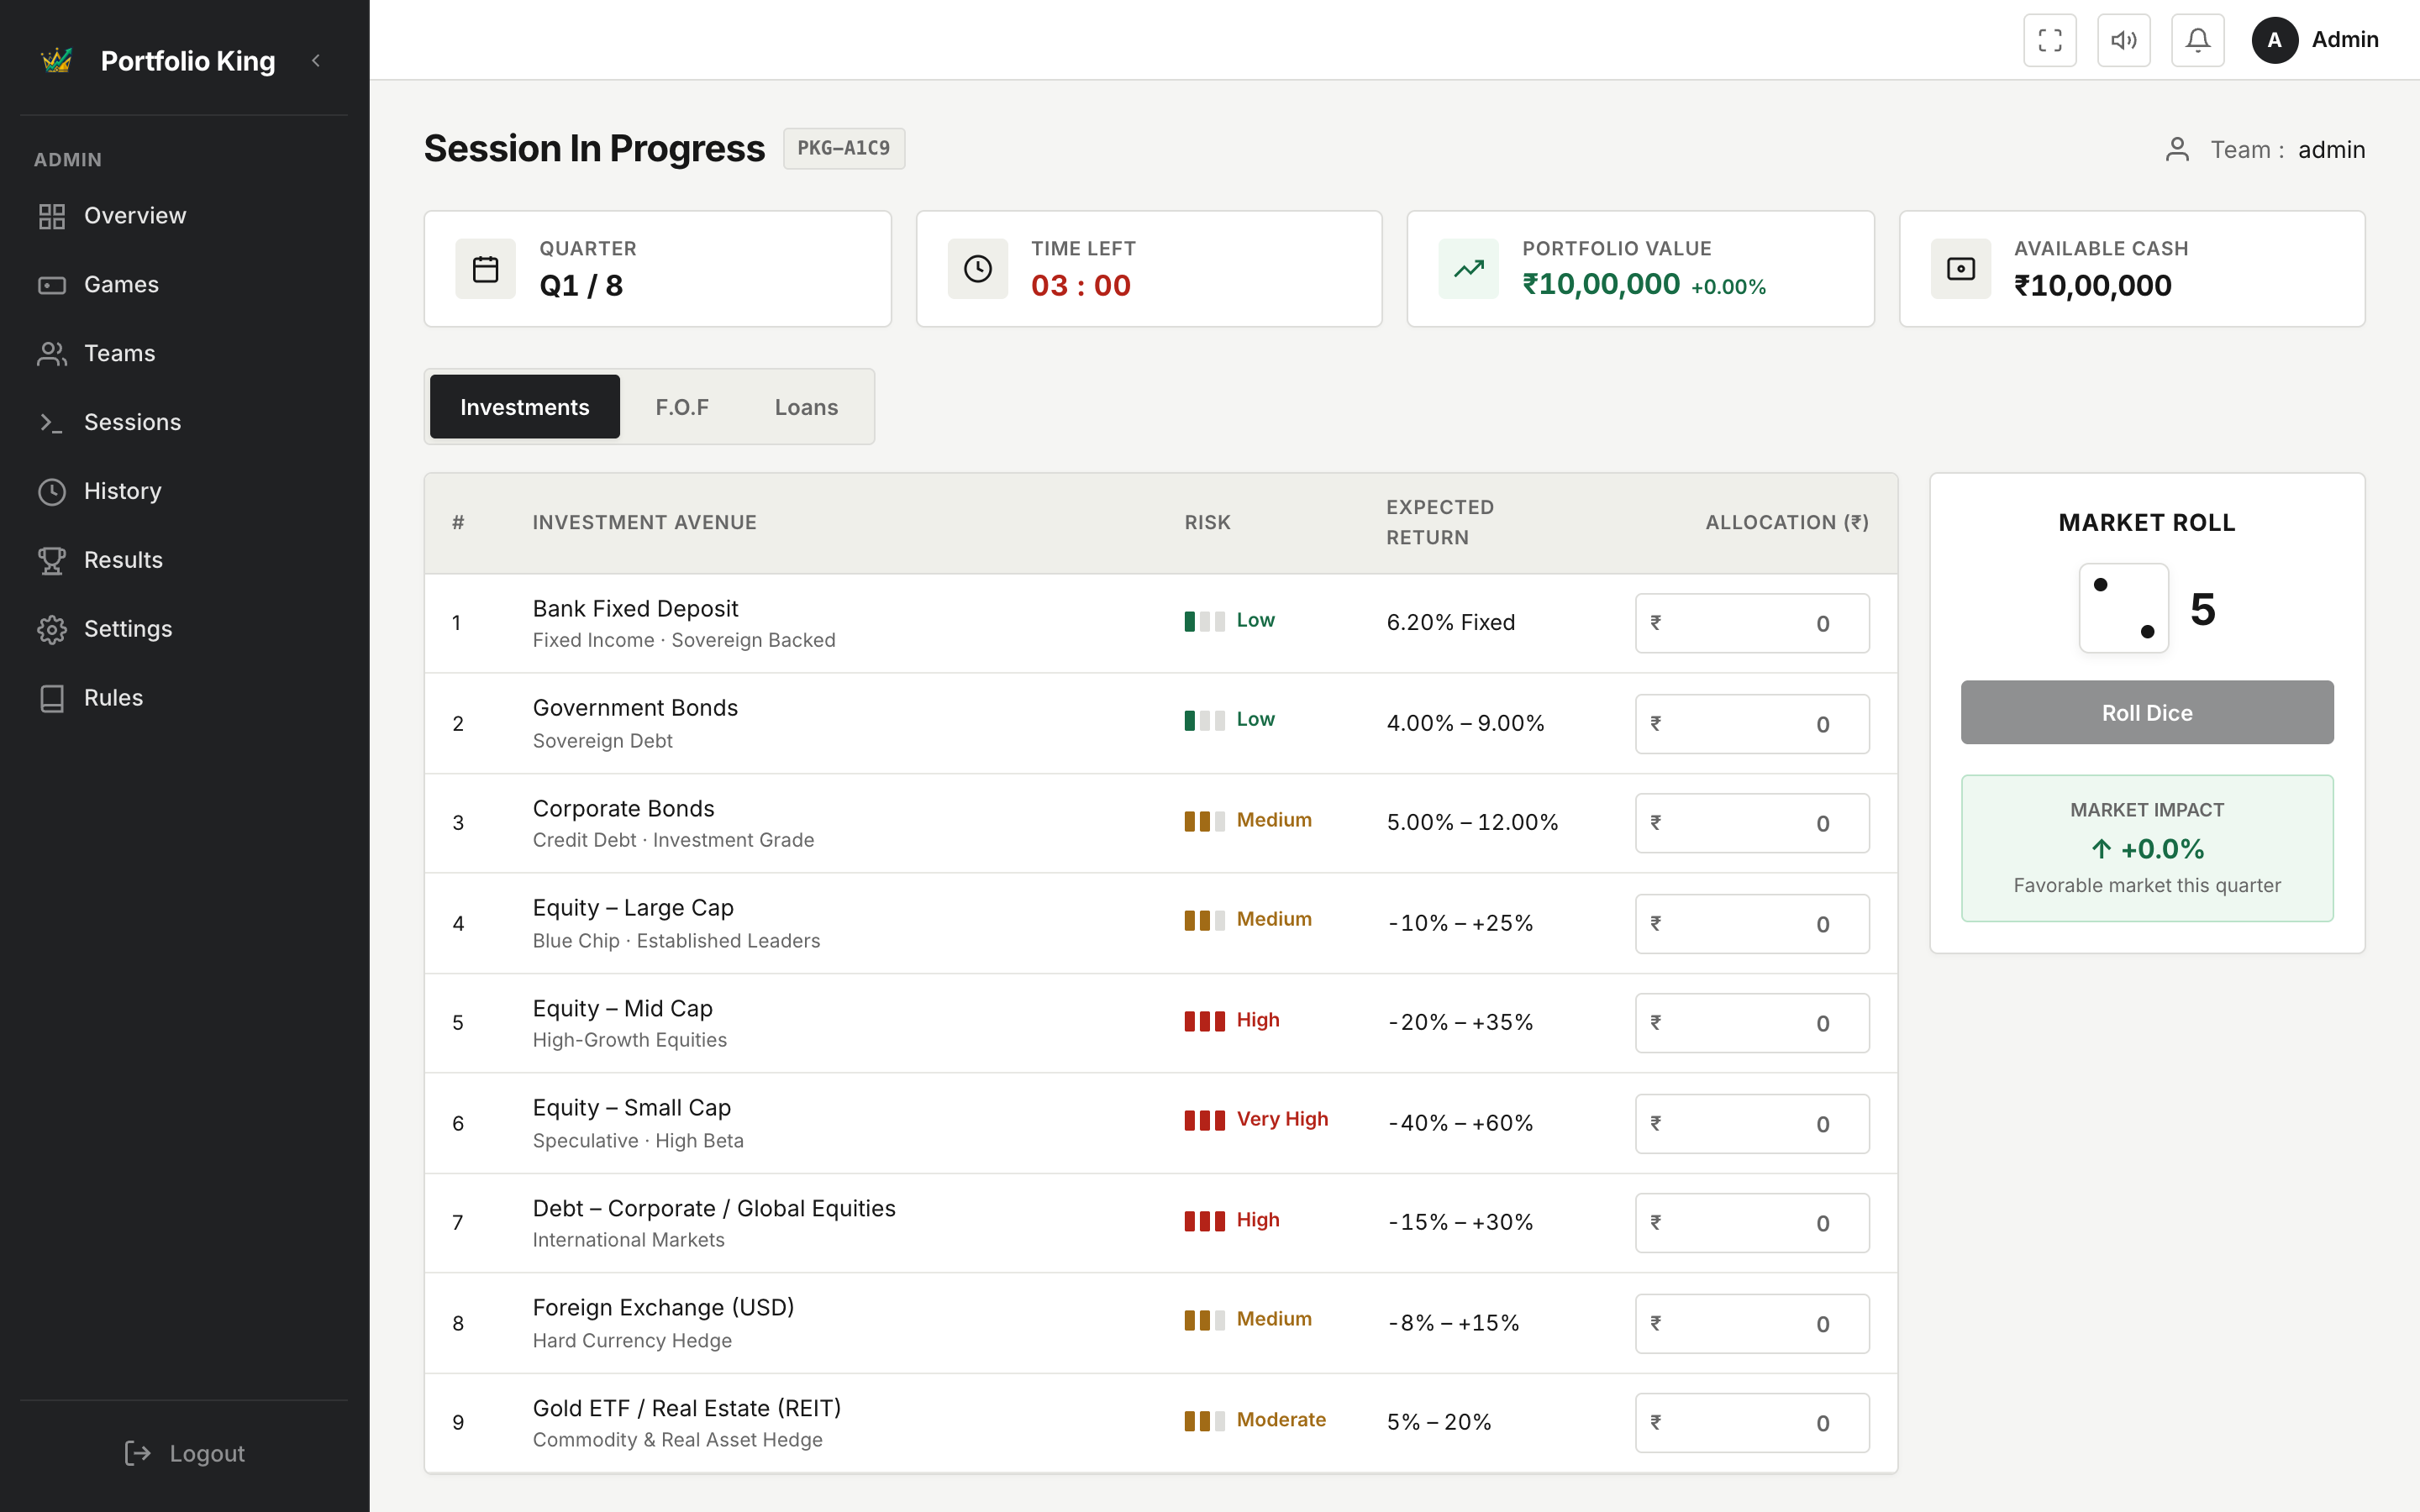 Portfolio King
ADMIN
Overview
Games
Teams
Sessions
History
Results
Settings
Rules
Logout
A Admin
Session In Progress PKG-A1C9
Team : admin
QUARTER
Q1 / 8
TIME LEFT
03 : 00
PORTFOLIO VALUE
₹10,00,000 +0.00%
AVAILABLE CASH
₹10,00,000
Investments F.O.F Loans
# INVESTMENT AVENUE RISK EXPECTED RETURN ALLOCATION (₹)
1 Bank Fixed Deposit Low 6.20% Fixed ₹ 0
Fixed Income · Sovereign Backed
2 Government Bonds Low 4.00% – 9.00% ₹ 0
Sovereign Debt
3 Corporate Bonds Medium 5.00% – 12.00% ₹ 0
Credit Debt · Investment Grade
4 Equity – Large Cap Medium -10% – +25% ₹ 0
Blue Chip · Established Leaders
5 Equity – Mid Cap High -20% – +35% ₹ 0
High-Growth Equities
6 Equity – Small Cap Very High -40% – +60% ₹ 0
Speculative · High Beta
7 Debt – Corporate / Global Equities High -15% – +30% ₹ 0
International Markets
8 Foreign Exchange (USD) Medium -8% – +15% ₹ 0
Hard Currency Hedge
9 Gold ETF / Real Estate (REIT) Moderate 5% – 20% ₹ 0
Commodity & Real Asset Hedge
MARKET ROLL
5
Roll Dice
MARKET IMPACT
↑ +0.0%
Favorable market this quarter